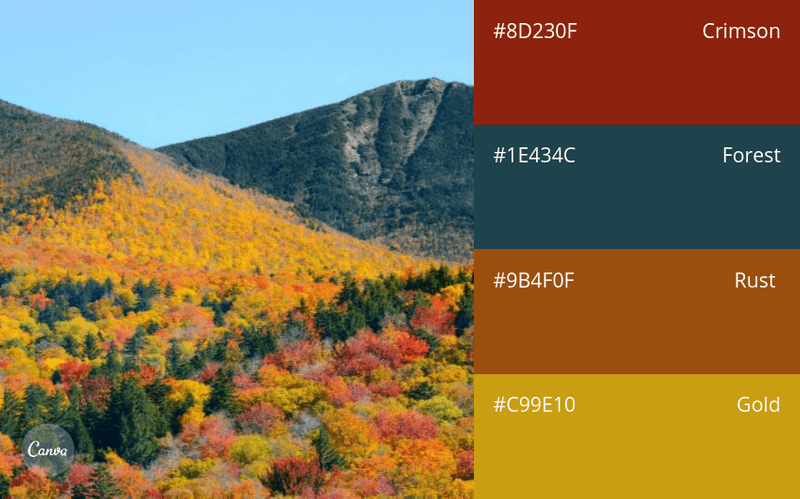 #8D230F Crimson
#1E434C Forest
#9B4F0F Rust
#C99E10 Gold
Canva